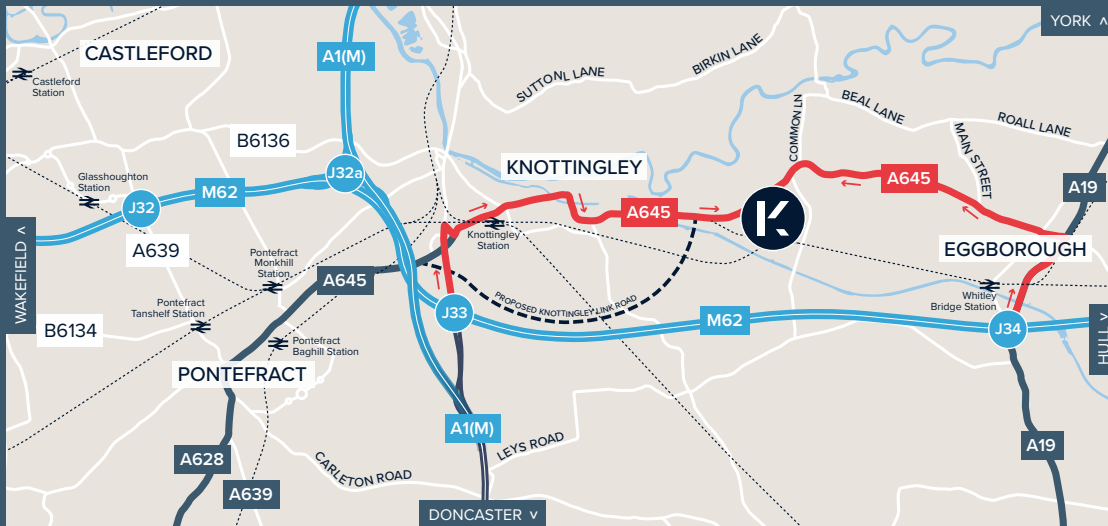 YORK >
CASTLEFORD
A1(M)
Castleford
Station
SUTTON LANE
BIRKIN LANE
COMMON LN
BEAL LANE
ROALL LANE
MAIN STREET
B6136
KNOTTINGLEY
Glasshoughton
Station
J32
M62
J32a
A645
A645
A19
K
WAKEFIELD >
A639
Knottingley
Station
EGGBOROUGH
Pontefract
Monkhill
Station
A645
Whitley
Bridge Station
PROPOSED KNOTTINGLEY LINK ROAD
Pontefract
Tanshelf Station
J33
M62
J34
HULL >
B6134
Pontefract
Baghill Station
PONTEFRACT
A1(M)
LEYS ROAD
A19
A628
CARLETON ROAD
A639
DONCASTER >